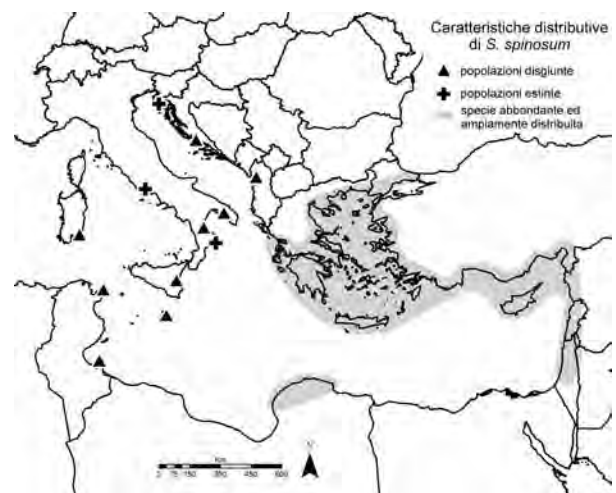 Caratteristiche distributive
di S. spinosum
popolazioni disgiunte
popolazioni estinte
specie abbondante ed
ampiamente distribuita
Km
0 75 150 300 450 600
N